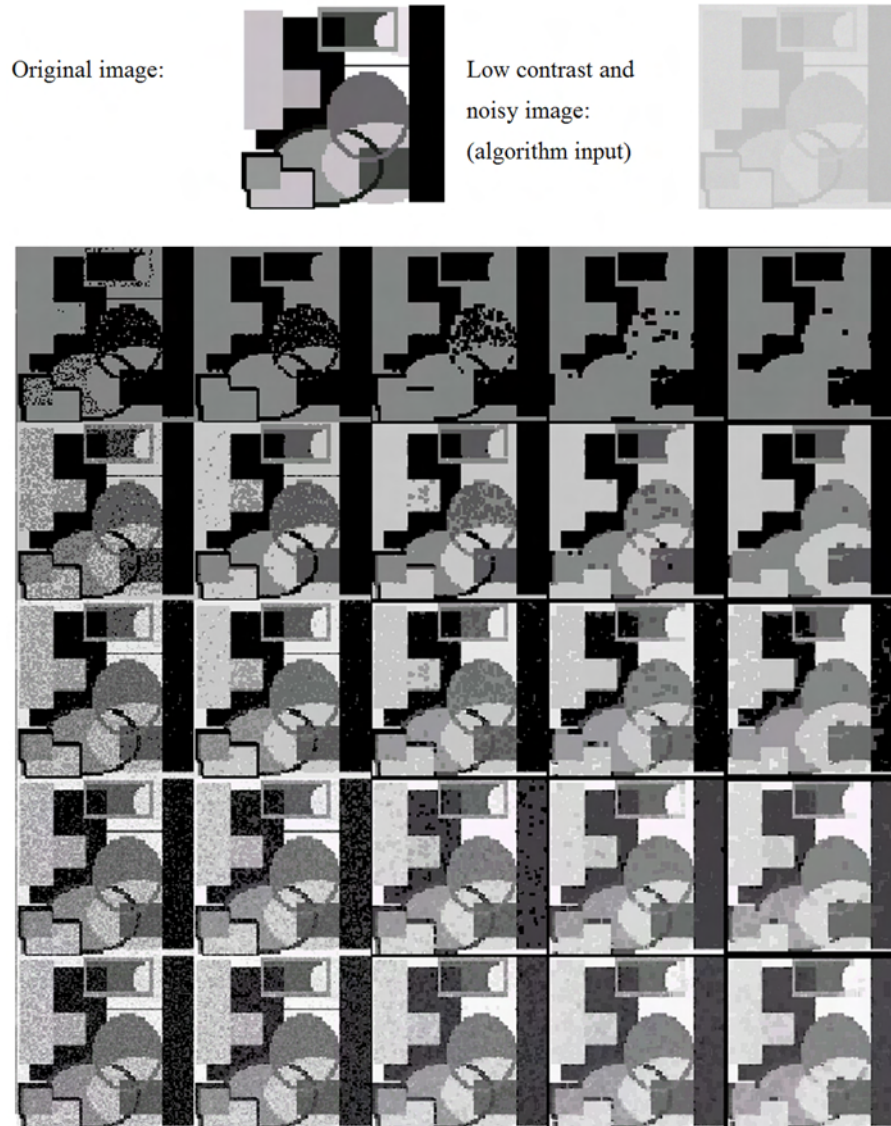 Original image:
Low contrast and
noisy image:
(algorithm input)